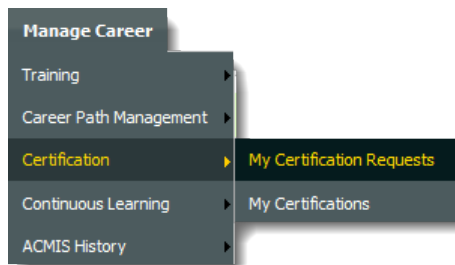 Manage Career
Training
Career Path Management
Certification
My Certification Requests
Continuous Learning
My Certifications
ACMIS History